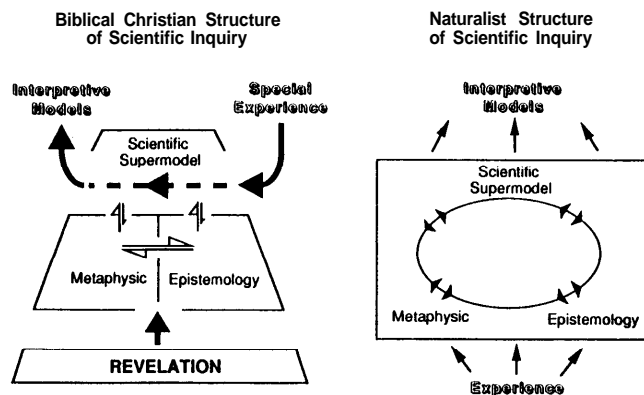 Biblical Christian Structure
of Scientific Inquiry
Interpretive
Models
Special
Experience
Scientific
Supermodel
Metaphysic
Epistemology
REVELATION
Naturalist Structure
of Scientific Inquiry
Interpretive
Models
Scientific
Supermodel
Metaphysic
Epistemology
Experience